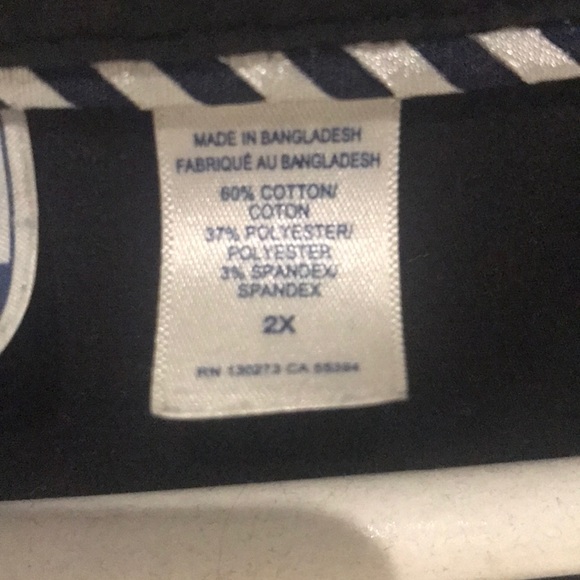 MADE IN BANGLADESH
FABRIQUÉ AU BANGLADESH
60% COTTON/
COTON
37% POLYESTER/
POLYESTER
3% SPANDEX/
SPANDEX
2X
RN 130273 CA 55394